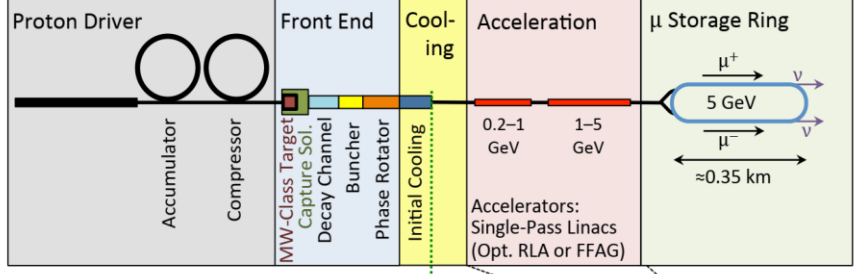 Proton Driver
Front End
Cool-
ing
Acceleration
μ Storage Ring
μ+
ν
5 GeV
ν
μ−
≈0.35 km
0.2–1
GeV
1–5
GeV
Accelerators:
Single-Pass Linacs
(Opt. RLA or FFAG)
Accumulator
Compressor
MW-Class Target
Capture Sol.
Decay Channel
Buncher
Phase Rotator
Initial Cooling